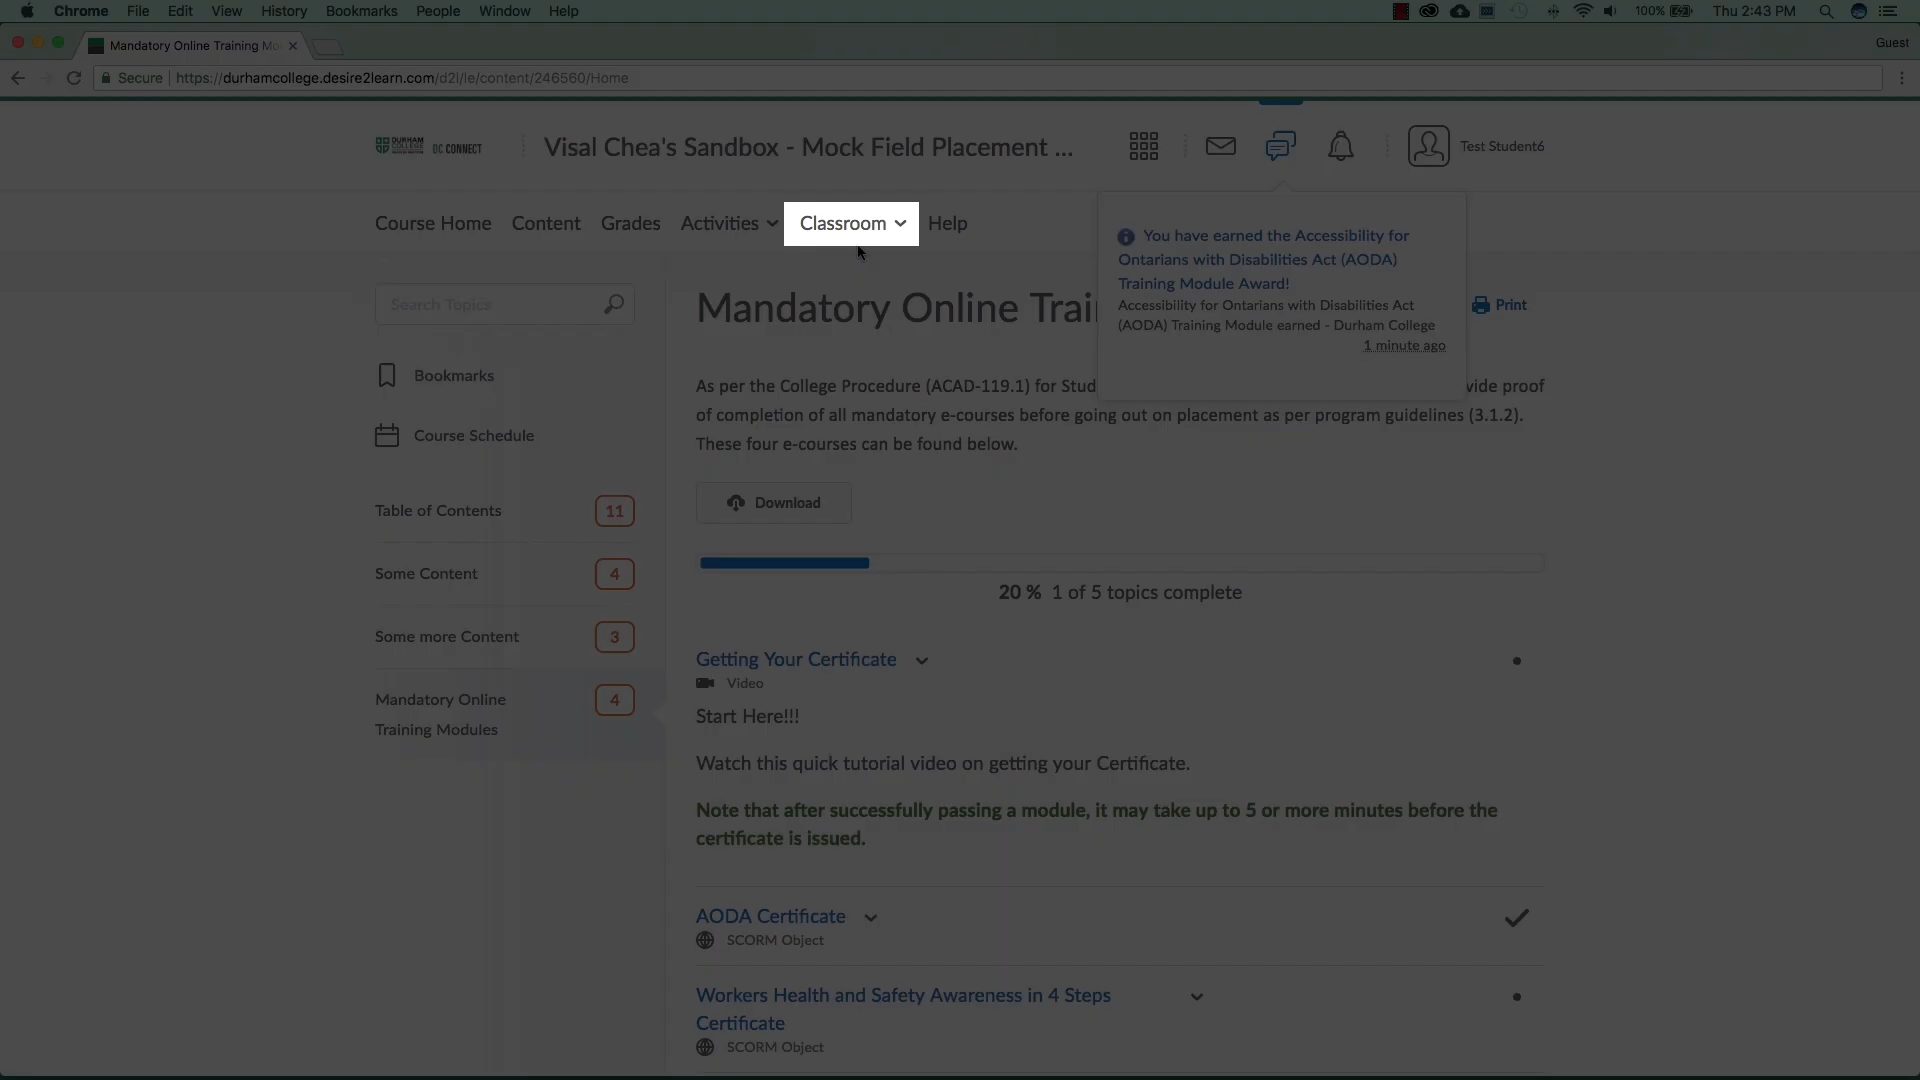 Chrome File Edit View History Bookmarks People Window Help 100% Thu 2:43 PM
Mandatory Online Training Mo Guest
Secure https://durhamcollege.desire2learn.com/d2l/le/content/246560/Home
DURHAM COLLEGE DC CONNECT Visal Chea's Sandbox - Mock Field Placement ... Test Student6
Course Home Content Grades Activities Classroom Help
You have earned the Accessibility for
Ontarians with Disabilities Act (AODA)
Training Module Award!
Accessibility for Ontarians with Disabilities Act
(AODA) Training Module earned - Durham College
1 minute ago
Search Topics
Bookmarks
Course Schedule
Table of Contents 11
Some Content 4
Some more Content 3
Mandatory Online 4
Training Modules
Mandatory Online Trai
Print
As per the College Procedure (ACAD-119.1) for Stud vide proof
of completion of all mandatory e-courses before going out on placement as per program guidelines (3.1.2).
These four e-courses can be found below.
Download
20 % 1 of 5 topics complete
Getting Your Certificate
Video
Start Here!!!
Watch this quick tutorial video on getting your Certificate.
Note that after successfully passing a module, it may take up to 5 or more minutes before the
certificate is issued.
AODA Certificate
SCORM Object
Workers Health and Safety Awareness in 4 Steps
Certificate
SCORM Object